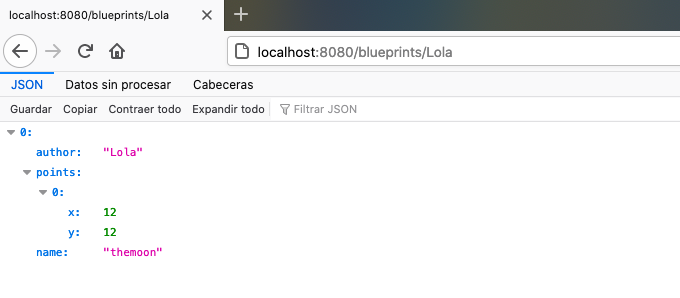 localhost:8080/blueprints/Lola
localhost:8080/blueprints/Lola
JSON Datos sin procesar Cabeceras
Guardar Copiar Contraer todo Expandir todo Filtrar JSON
0:
author: "Lola"
points:
0:
x: 12
y: 12
name: "themoon"